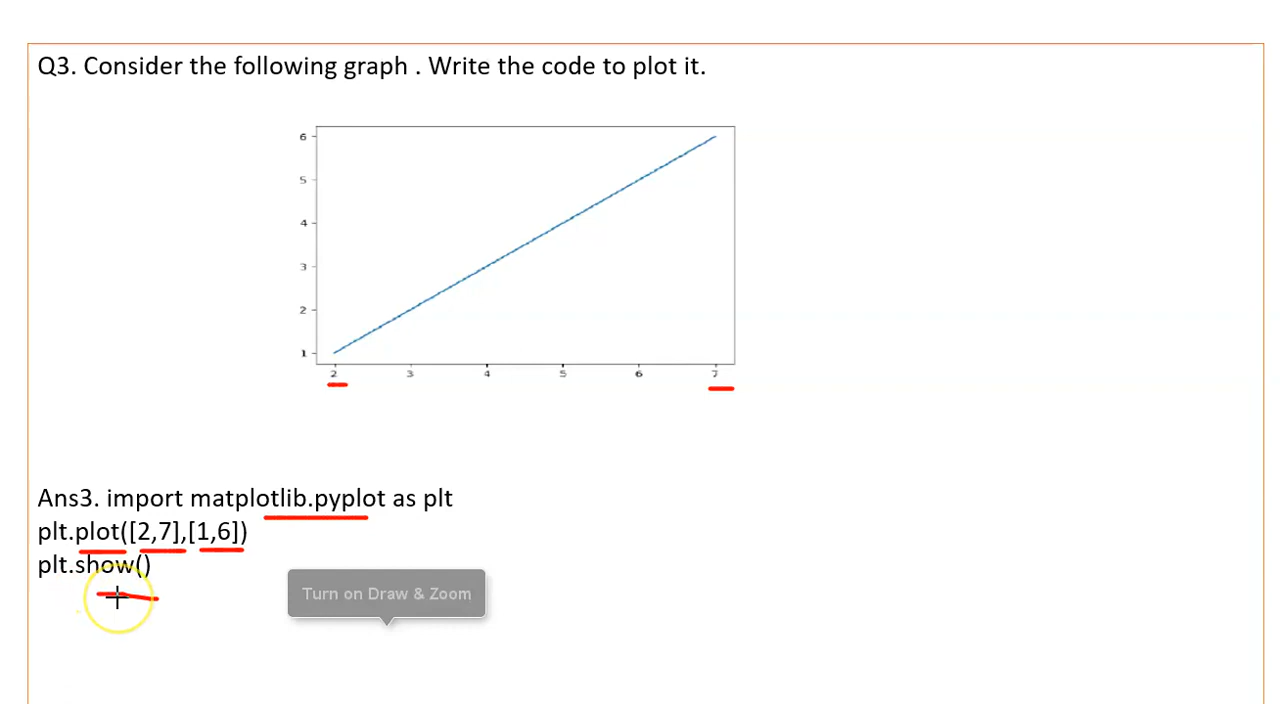 Q3. Consider the following graph . Write the code to plot it.
6
5
4
3
2
1
2 3 4 5 6 7
Ans3. import matplotlib.pyplot as plt
plt.plot([2,7],[1,6])
plt.show()
Turn on Draw & Zoom